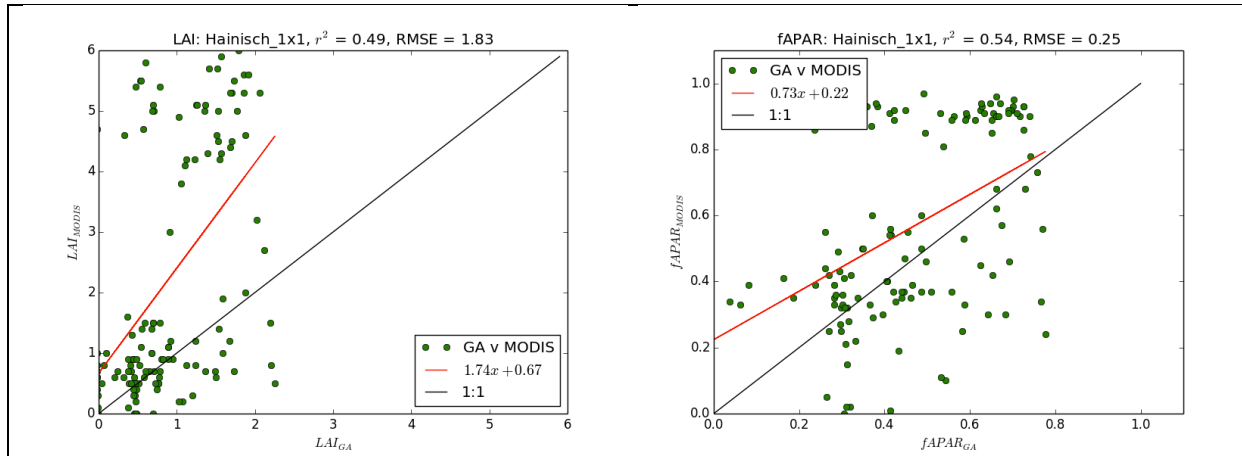 LAI: Hainisch_1x1, r² = 0.49, RMSE = 1.83
6
5
4
3
2
1
0
LAI_MODIS
GA v MODIS
1.74x+0.67
1:1
0 1 2 3 4 5 6
LAI_GA
fAPAR: Hainisch_1x1, r² = 0.54, RMSE = 0.25
GA v MODIS
0.73x+0.22
1:1
1.0
0.8
0.6
0.4
0.2
0.0
fAPAR_MODIS
0.0 0.2 0.4 0.6 0.8 1.0
fAPAR_GA